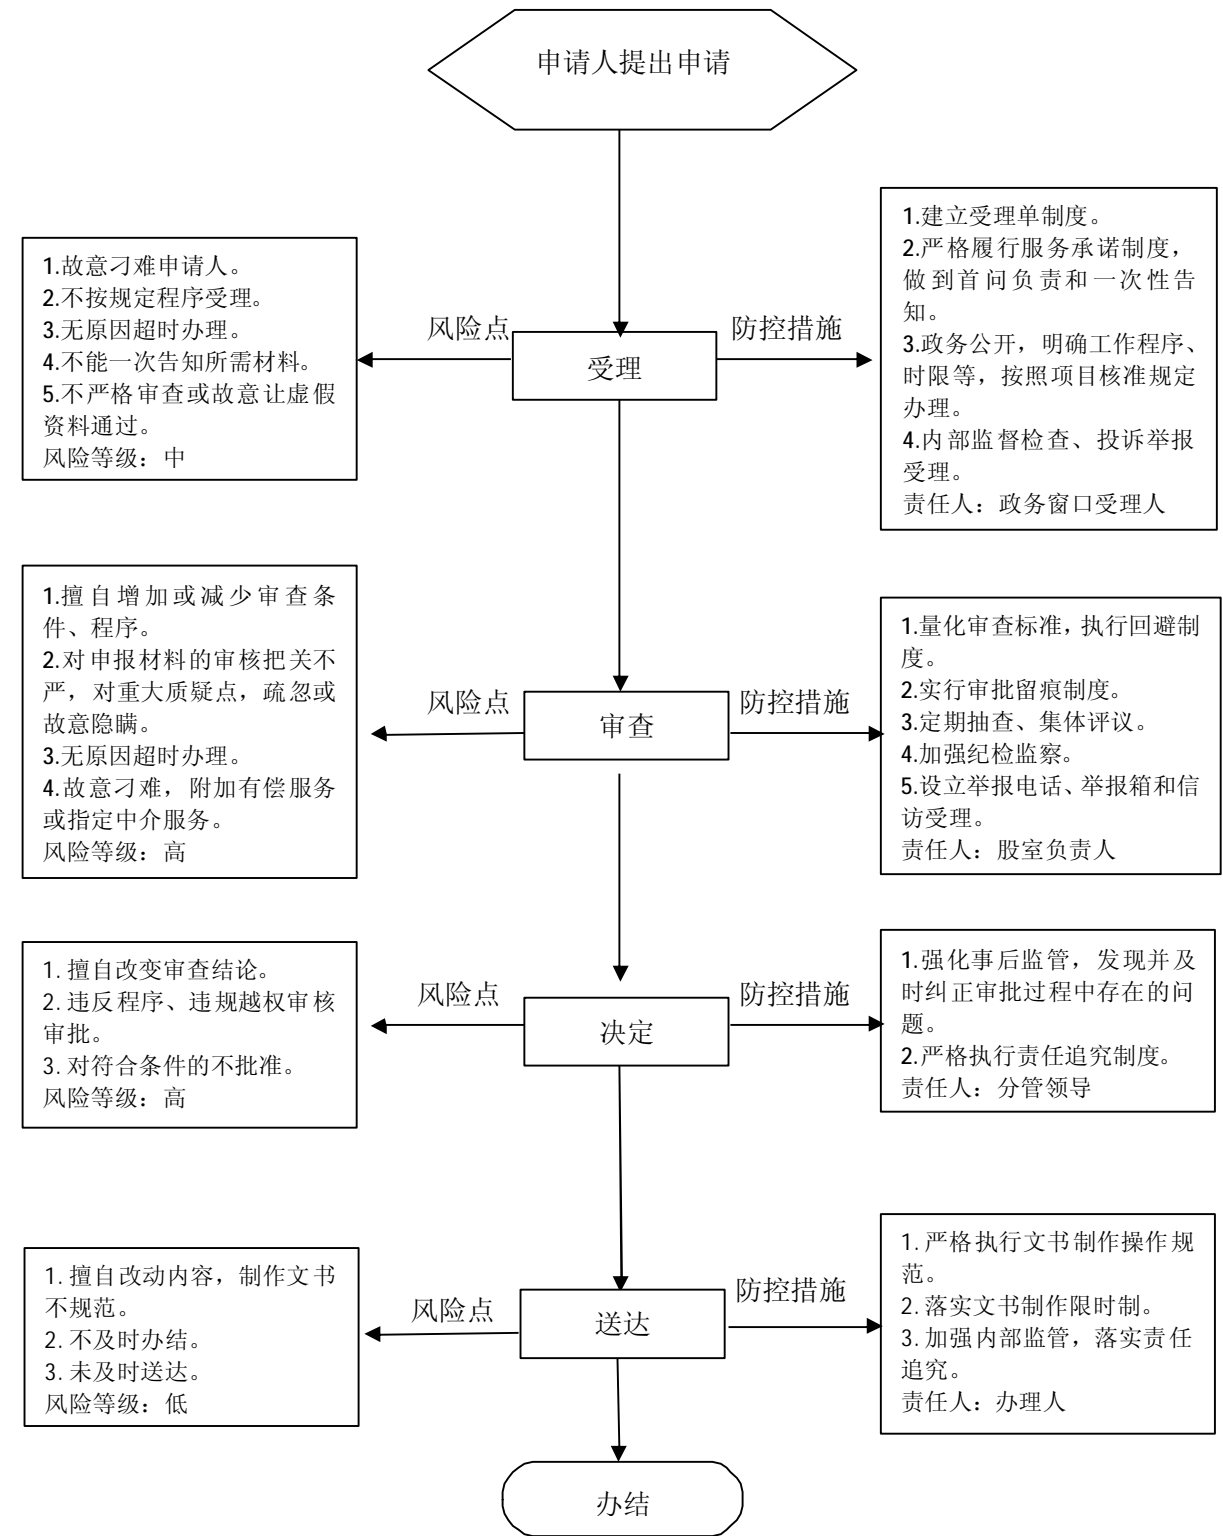 申请人提出申请
1.故意刁难申请人。
2.不按规定程序受理。
3.无原因超时办理。
4.不能一次告知所需材料。
5.不严格审查或故意让虚假
资料通过。
风险等级：中
风险点
受理
防控措施
1.建立受理单制度。
2.严格履行服务承诺制度，
做到首问负责和一次性告
知。
3.政务公开，明确工作程序、
时限等，按照项目核准规定
办理。
4.内部监督检查、投诉举报
受理。
责任人：政务窗口受理人
1.擅自增加或减少审查条
件、程序。
2.对申报材料的审核把关不
严，对重大质疑点，疏忽或
故意隐瞒。
3.无原因超时办理。
4.故意刁难，附加有偿服务
或指定中介服务。
风险等级：高
风险点
审查
防控措施
1.量化审查标准，执行回避制
度。
2.实行审批留痕制度。
3.定期抽查、集体评议。
4.加强纪检监察。
5.设立举报电话、举报箱和信
访受理。
责任人：股室负责人
1.擅自改变审查结论。
2.违反程序、违规越权审核
审批。
3.对符合条件的不批准。
风险等级：高
风险点
决定
防控措施
1.强化事后监管，发现并及
时纠正审批过程中存在的问
题。
2.严格执行责任追究制度。
责任人：分管领导
1.擅自改动内容，制作文书
不规范。
2.不及时办结。
3.未及时送达。
风险等级：低
风险点
送达
防控措施
1.严格执行文书制作操作规
范。
2.落实文书制作限时制。
3.加强内部监管，落实责任
追究。
责任人：办理人
办结